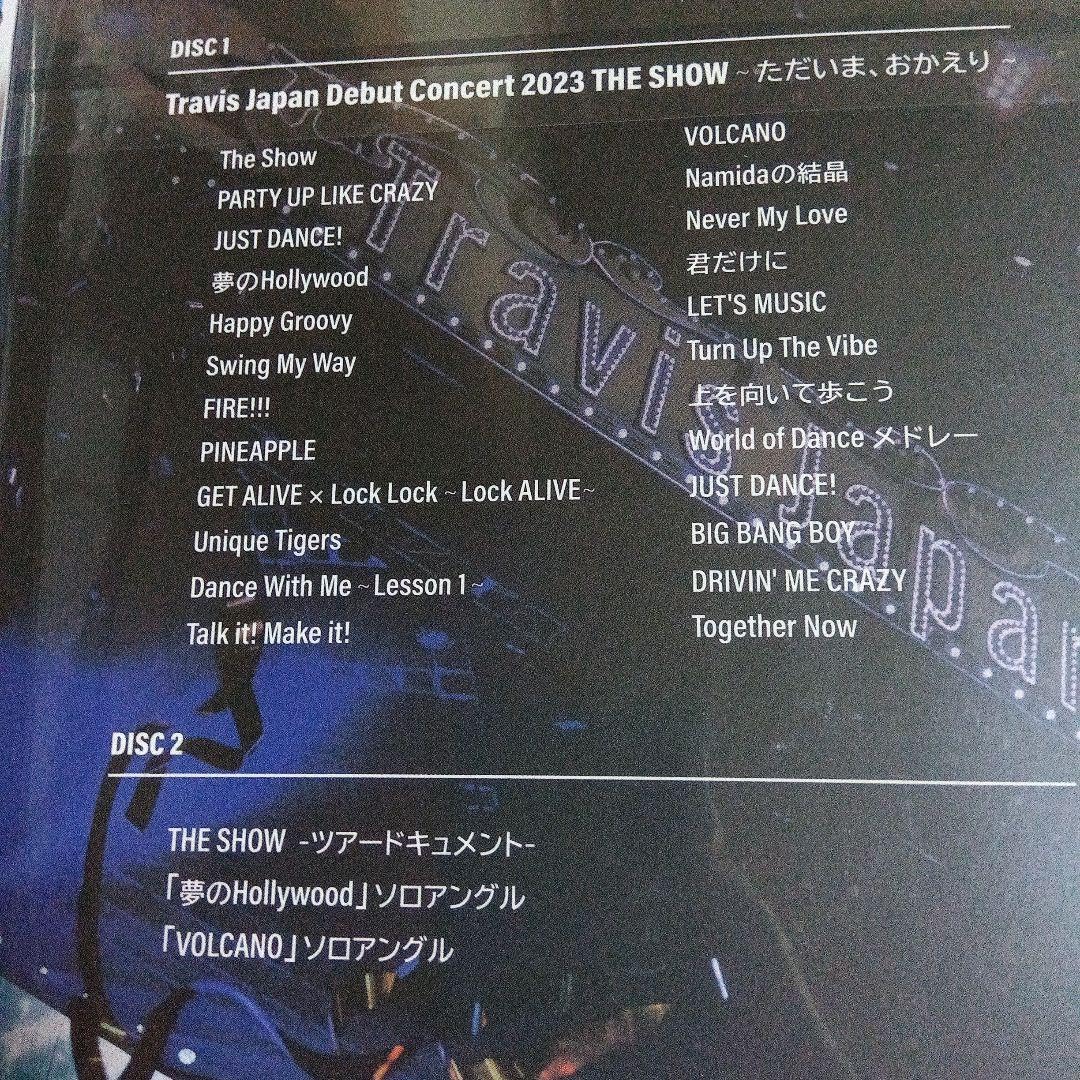 DISC 1
Travis Japan Debut Concert 2023 THE SHOW ~ただいま、おかえり~
The Show
PARTY UP LIKE CRAZY
JUST DANCE!
夢のHollywood
Happy Groovy
Swing My Way
FIRE!!!
PINEAPPLE
GET ALIVE × Lock Lock ~Lock ALIVE~
Unique Tigers
Dance With Me ~Lesson 1~
Talk it! Make it!
VOLCANO
Namidaの結晶
Never My Love
君だけに
LET'S MUSIC
Turn Up The Vibe
上を向いて歩こう
World of Dance メドレー
JUST DANCE!
BIG BANG BOY
DRIVIN' ME CRAZY
Together Now
Travis Japan
DISC 2
THE SHOW -ツアードキュメント-
「夢のHollywood」ソロアングル
「VOLCANO」ソロアングル